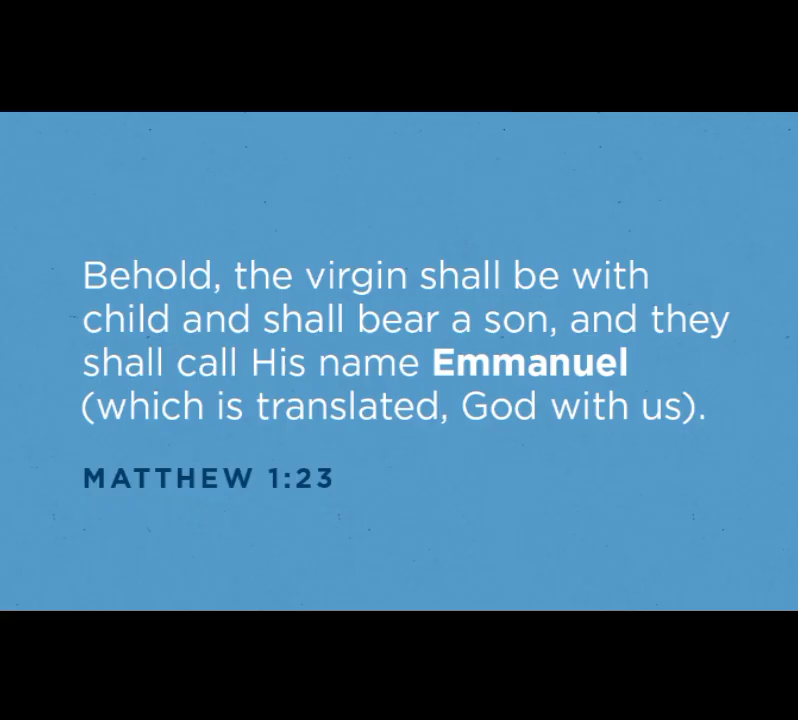 Behold, the virgin shall be with
child and shall bear a son, and they
shall call His name Emmanuel
(which is translated, God with us).
MATTHEW 1:23